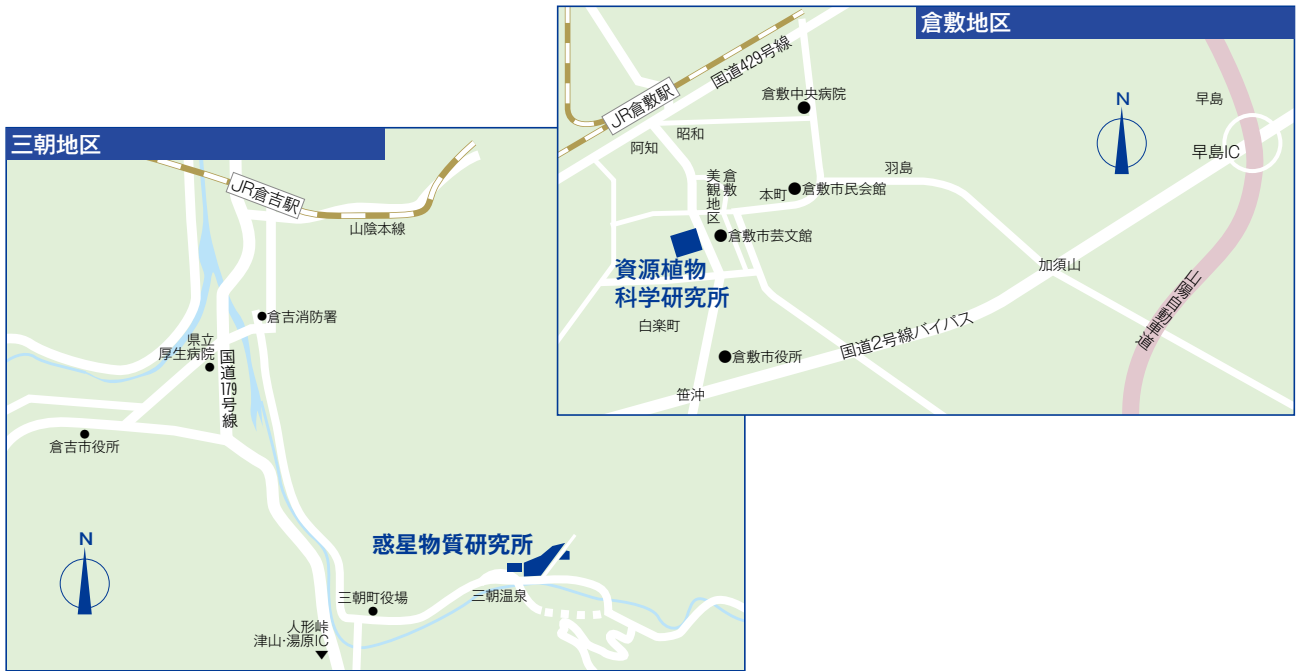 倉敷地区
国道429号線
JR倉敷駅
倉敷中央病院
N
早島
早島IC
昭和
阿知
倉敷
美観地区
本町
倉敷市民会館
羽島
倉敷市芸文館
資源植物
科学研究所
加須山
山陽自動車道
白楽町
国道2号線バイパス
倉敷市役所
笹沖
三朝地区
JR倉吉駅
山陰本線
倉吉消防署
県立
厚生病院
国道179号線
倉吉市役所
N
惑星物質研究所
三朝温泉
三朝町役場
人形峠
津山・湯原IC